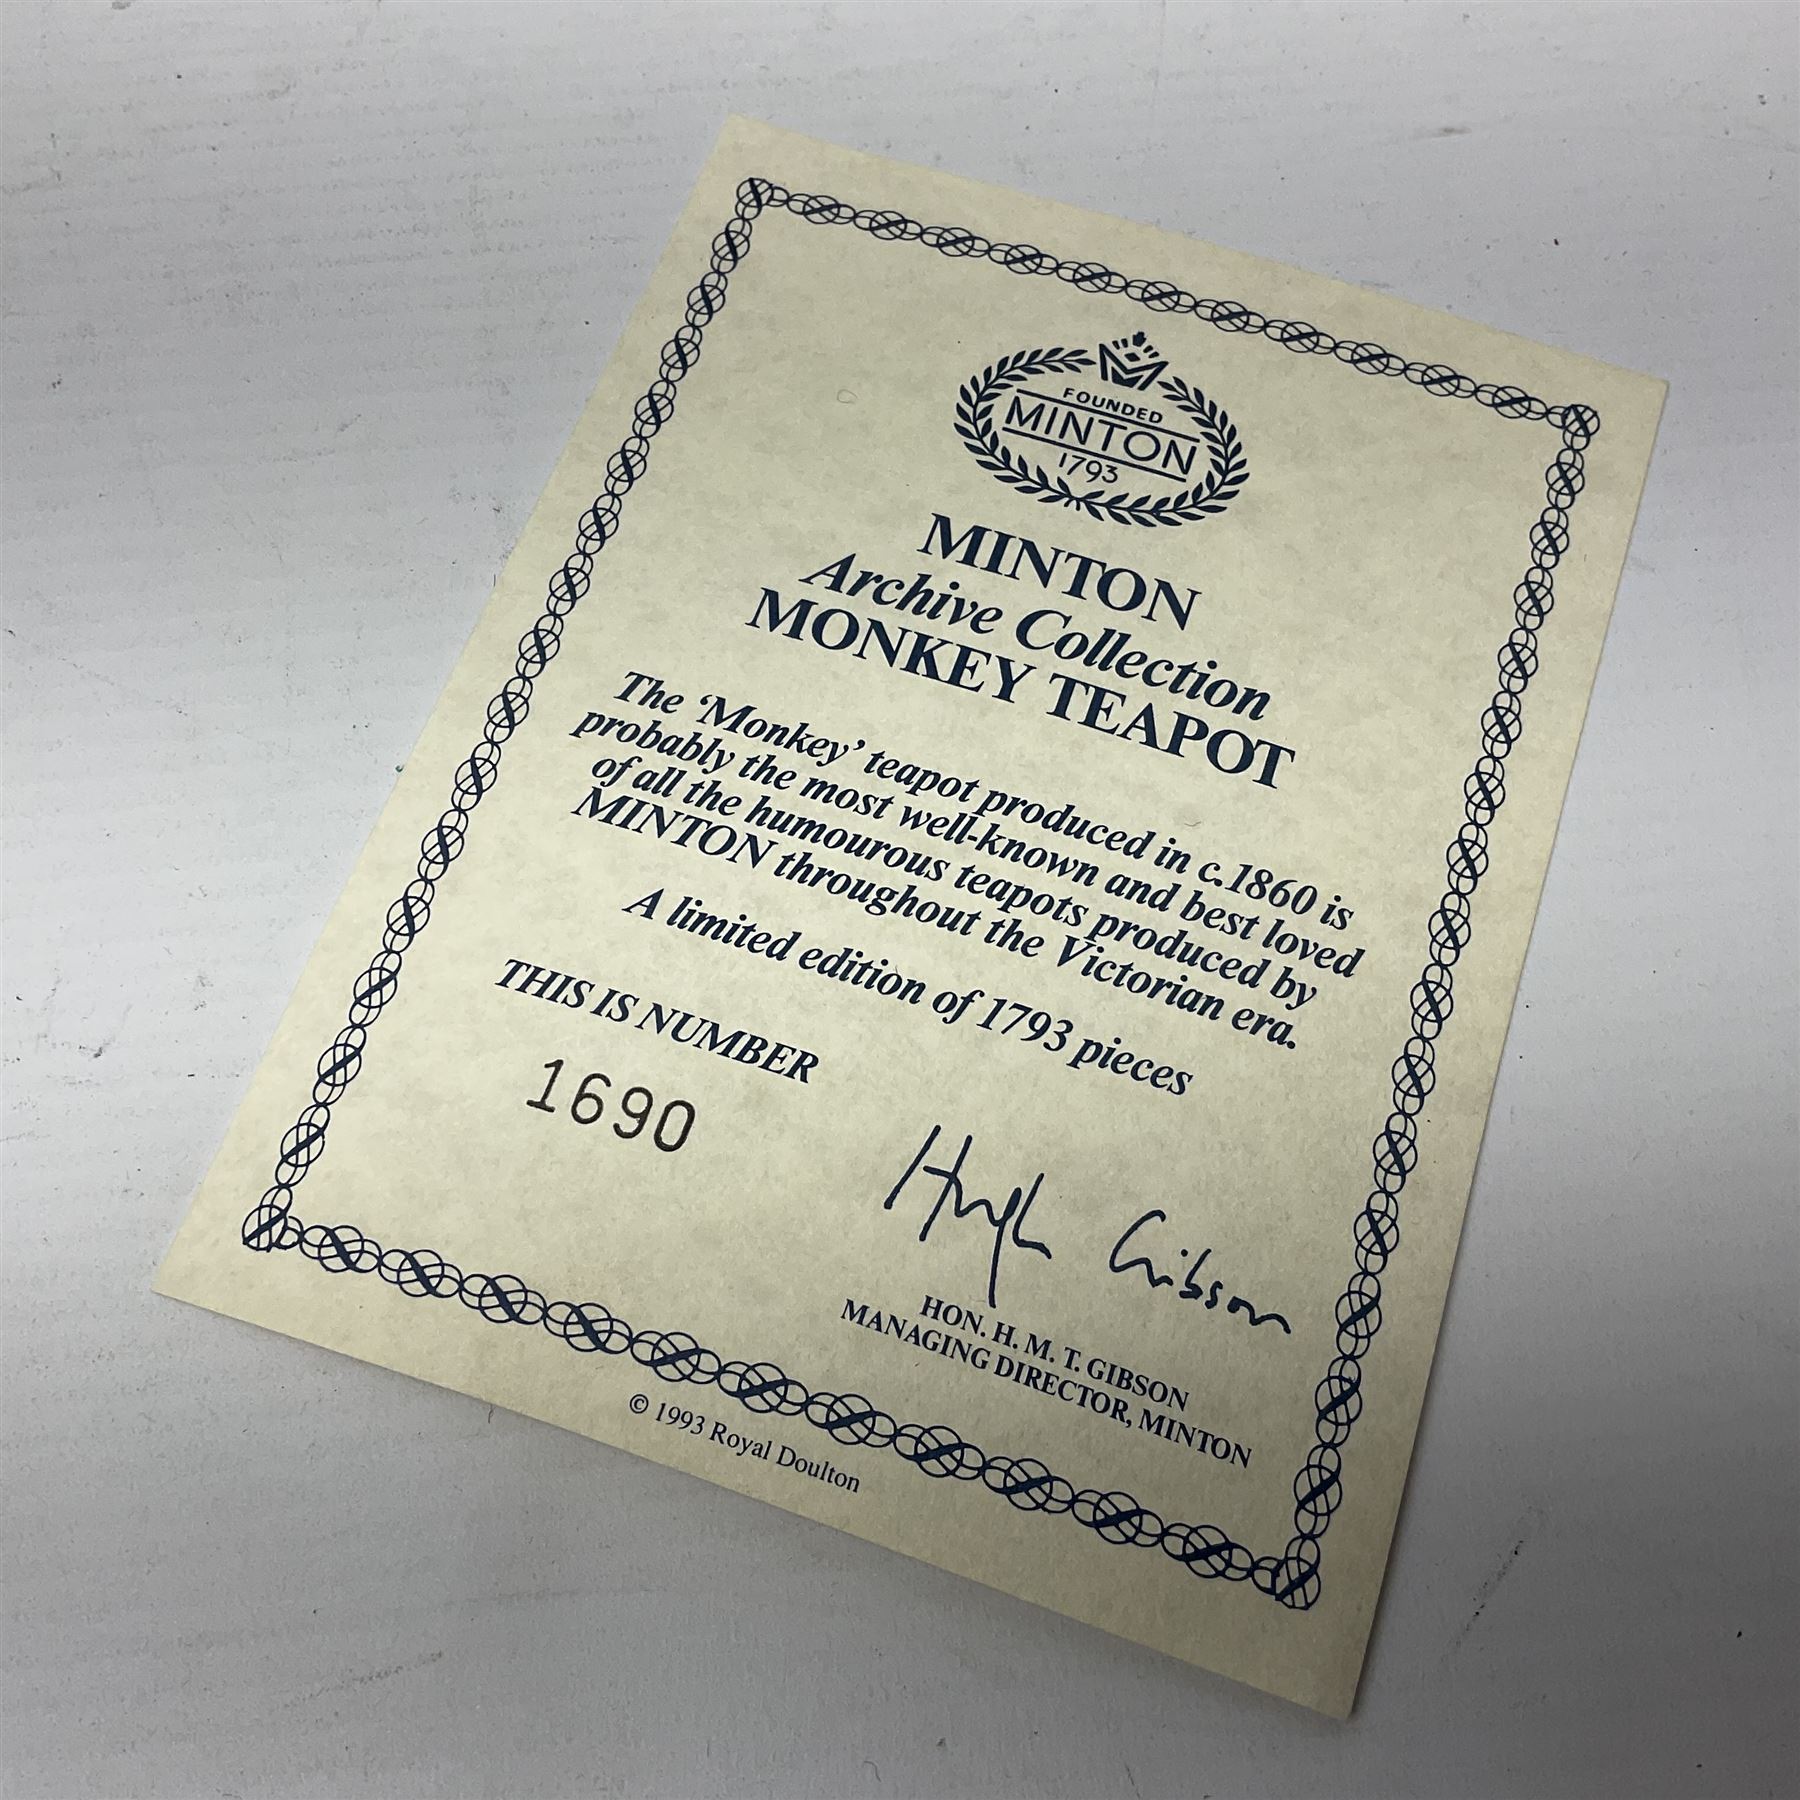 FOUNDED
MINTON
1793
MINTON
Archive Collection
MONKEY TEAPOT
The ‘Monkey’ teapot produced in c.1860 is
probably the most well-known and best loved
of all the humourous teapots produced by
MINTON throughout the Victorian era.
A limited edition of 1793 pieces
THIS IS NUMBER
1690
Hugh Gibson
HON. H. M. T. GIBSON
MANAGING DIRECTOR, MINTON
© 1993 Royal Doulton